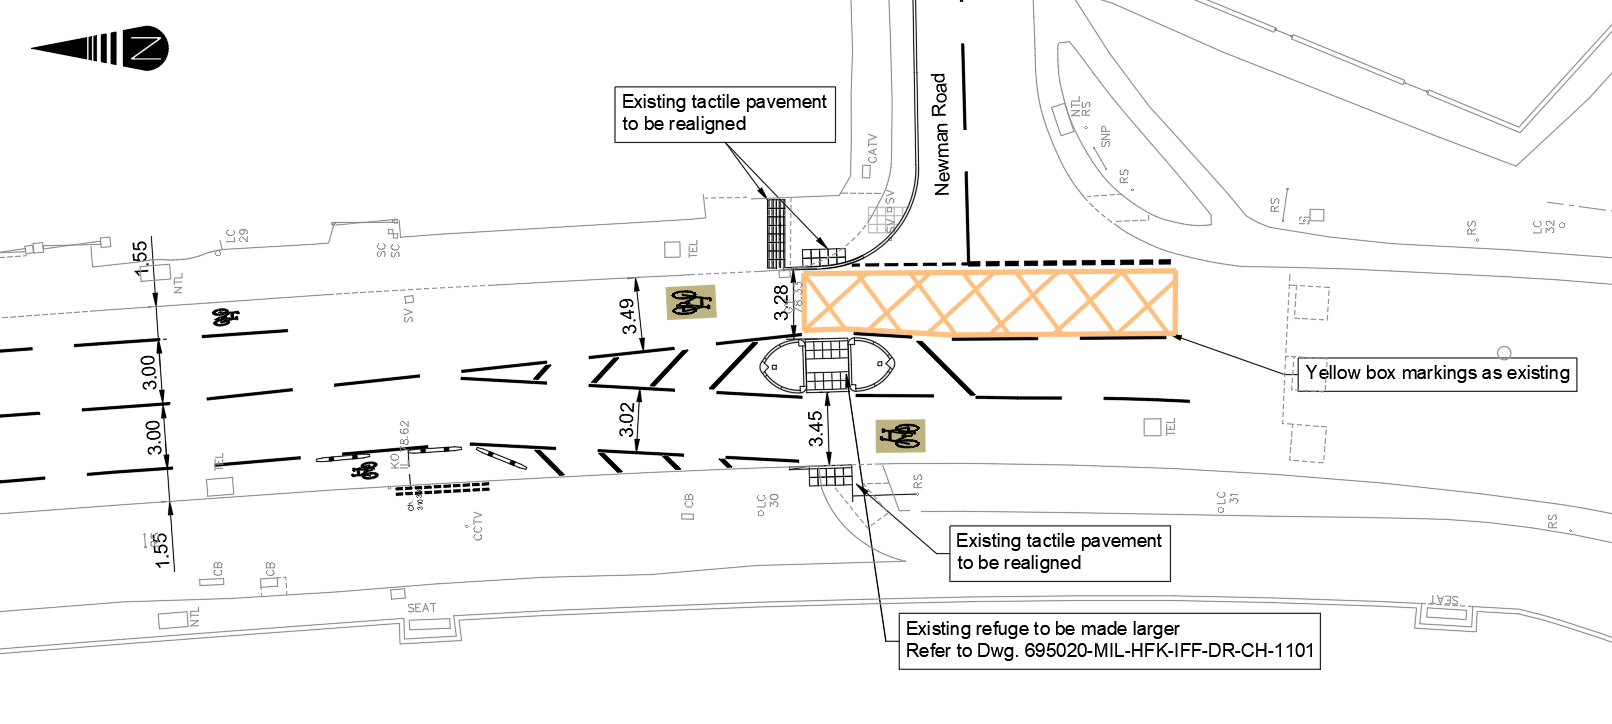 N
Existing tactile pavement
to be realigned
Newman Road
CATV
NTL
RS
SNP
RS
SV
SV
RS
RS
LC
32
LC
29
SC
SC
TEL
1.55
NTL
SV
3.49
3.28
3.00
3.00
3.02
3.45
Yellow box markings as existing
TEL
TEL
CB
LC
30
RS
LC
31
RS
CCTV
1.55
CB
CB
NTL
SEAT
SEAT
Existing tactile pavement
to be realigned
Existing refuge to be made larger
Refer to Dwg. 695020-MIL-HFK-IFF-DR-CH-1101